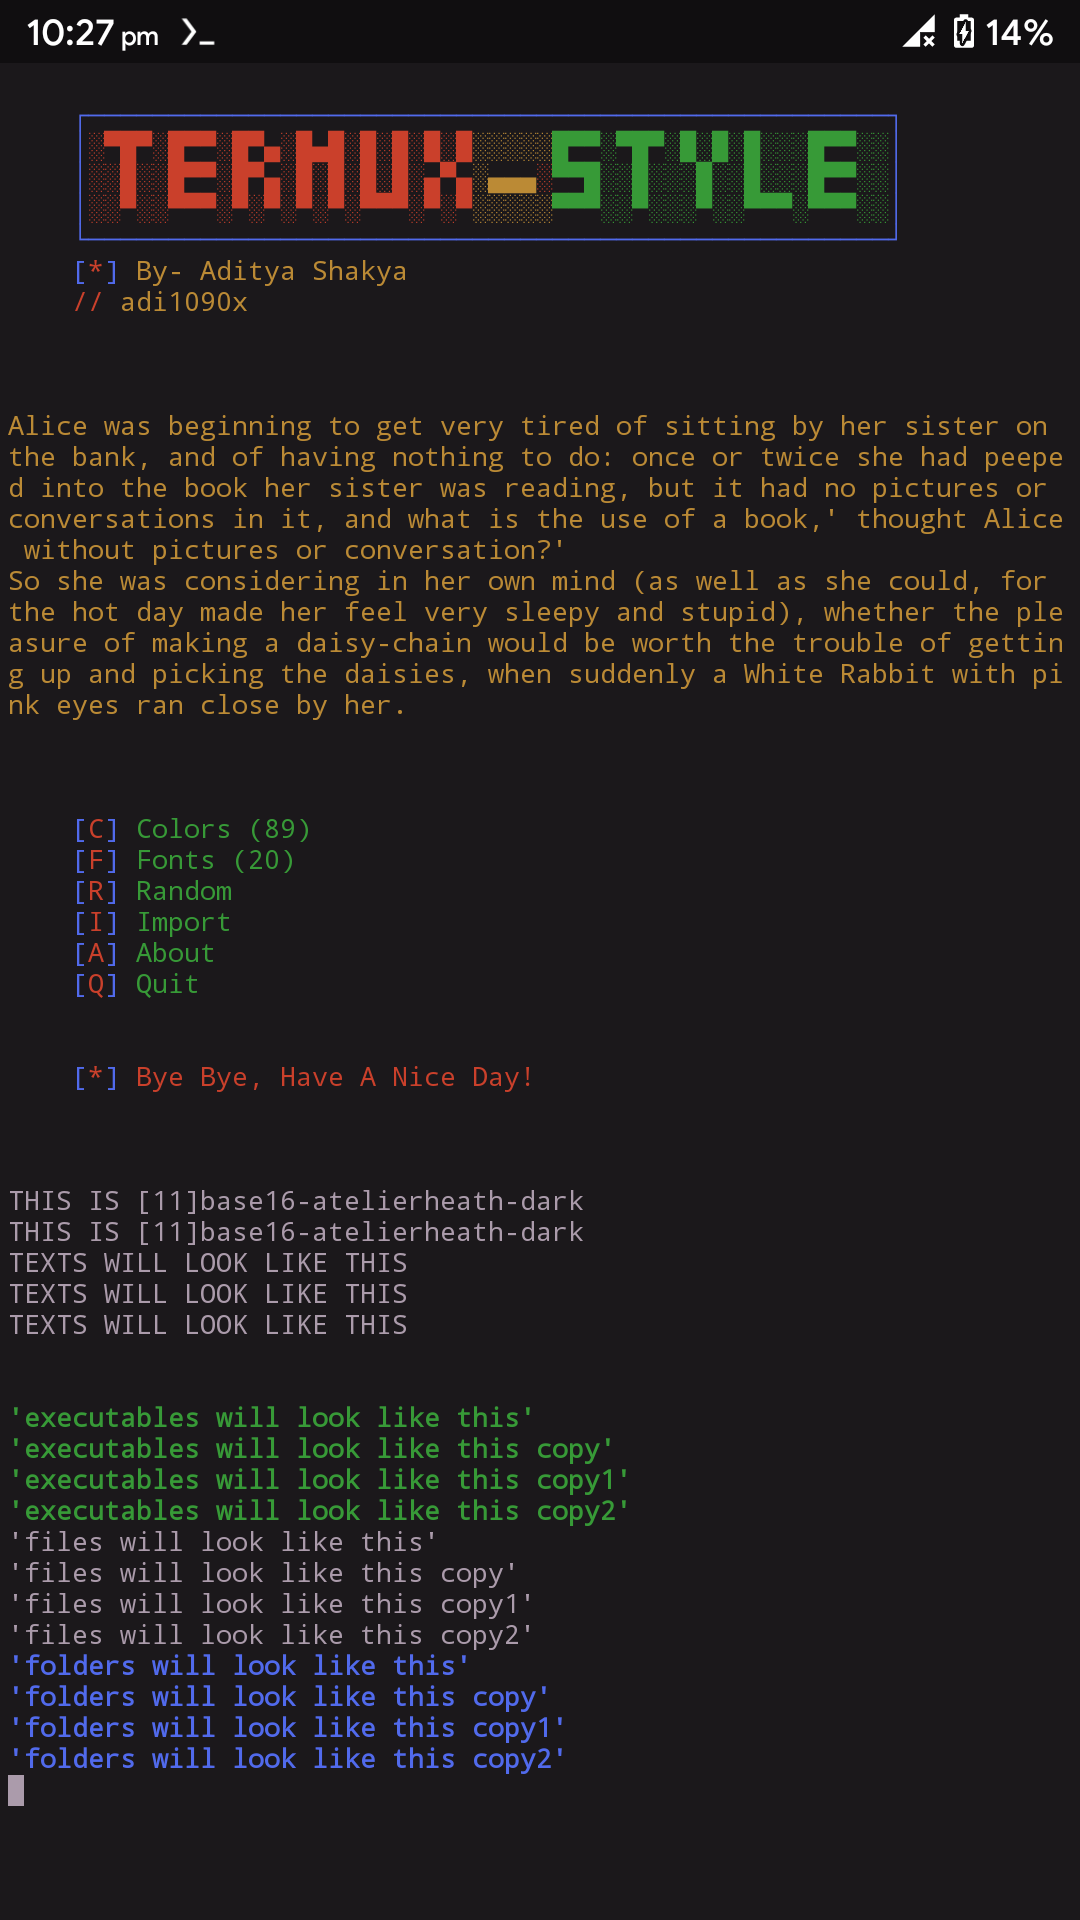 10:27 pm 14%
TERMUX-STYLE
[*] By- Aditya Shakya
// adi1090x
Alice was beginning to get very tired of sitting by her sister on
the bank, and of having nothing to do: once or twice she had peepe
d into the book her sister was reading, but it had no pictures or
conversations in it, and what is the use of a book,' thought Alice
without pictures or conversation?'
So she was considering in her own mind (as well as she could, for
the hot day made her feel very sleepy and stupid), whether the ple
asure of making a daisy-chain would be worth the trouble of gettin
g up and picking the daisies, when suddenly a White Rabbit with pi
nk eyes ran close by her.
[C] Colors (89)
[F] Fonts (20)
[R] Random
[I] Import
[A] About
[Q] Quit
[*] Bye Bye, Have A Nice Day!
THIS IS [11]base16-atelierheath-dark
THIS IS [11]base16-atelierheath-dark
TEXTS WILL LOOK LIKE THIS
TEXTS WILL LOOK LIKE THIS
TEXTS WILL LOOK LIKE THIS
'executables will look like this'
'executables will look like this copy'
'executables will look like this copy1'
'executables will look like this copy2'
'files will look like this'
'files will look like this copy'
'files will look like this copy1'
'files will look like this copy2'
'folders will look like this'
'folders will look like this copy'
'folders will look like this copy1'
'folders will look like this copy2'